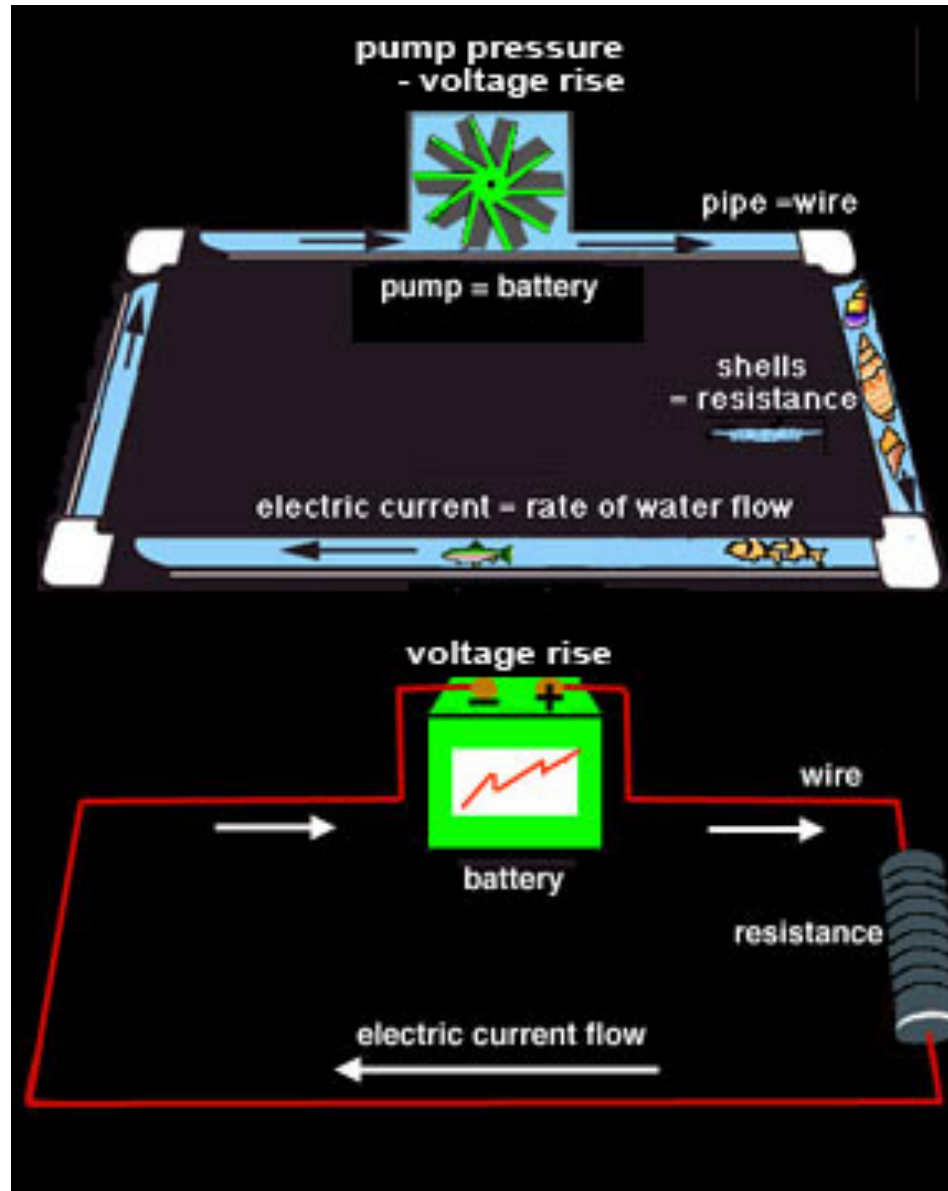 pump pressure
- voltage rise
pipe =wire
pump = battery
shells
= resistance
electric current = rate of water flow
voltage rise
- +
wire
battery
resistance
electric current flow